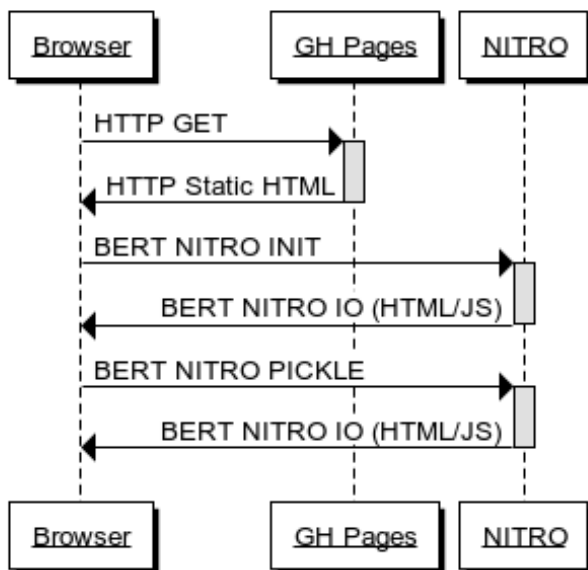 Browser
GH Pages
NITRO
HTTP GET
HTTP Static HTML
BERT NITRO INIT
BERT NITRO IO (HTML/JS)
BERT NITRO PICKLE
BERT NITRO IO (HTML/JS)
Browser
GH Pages
NITRO